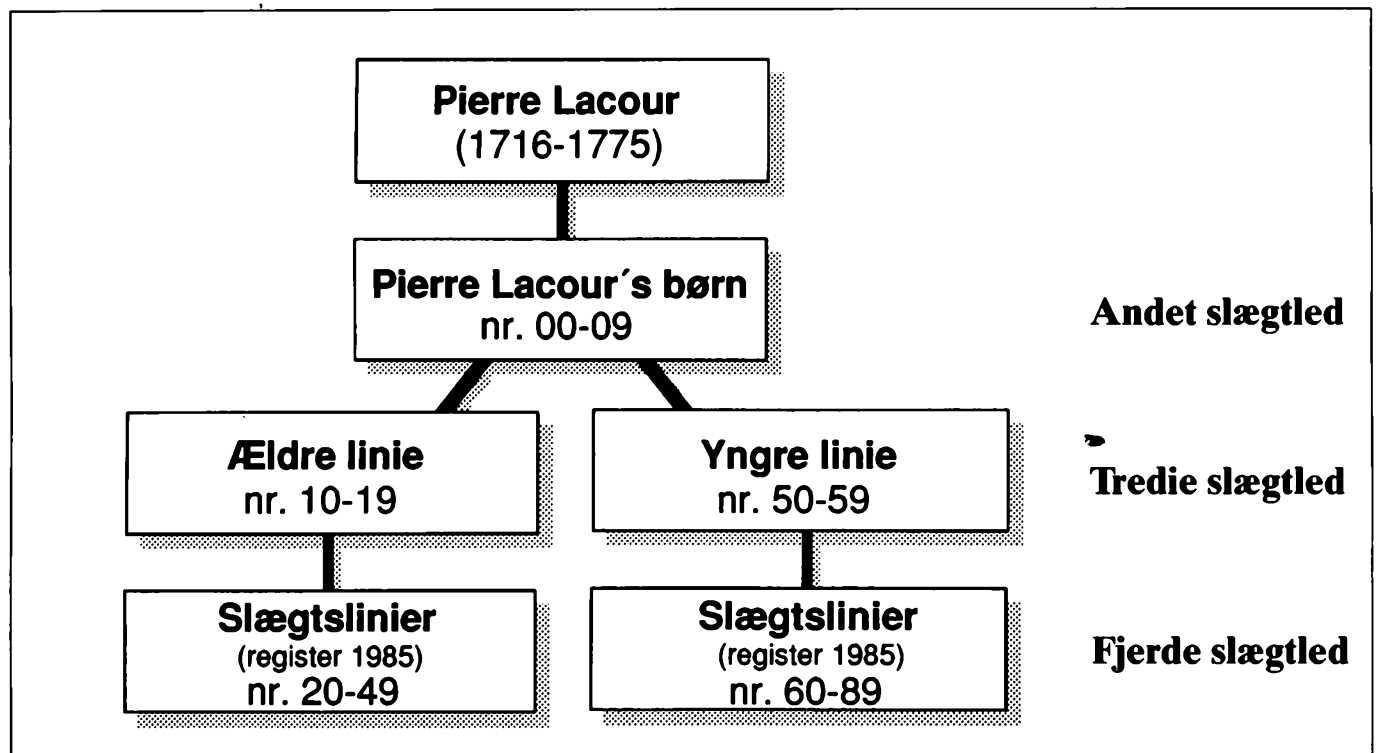 Pierre Lacour
(1716-1775)
Pierre Lacour´s børn
nr. 00-09
Andet slægtled
Ældre linie
nr. 10-19
Yngre linie
nr. 50-59
Tredie slægtled
Slægtslinier
(register 1985)
nr. 20-49
Slægtslinier
(register 1985)
nr. 60-89
Fjerde slægtled